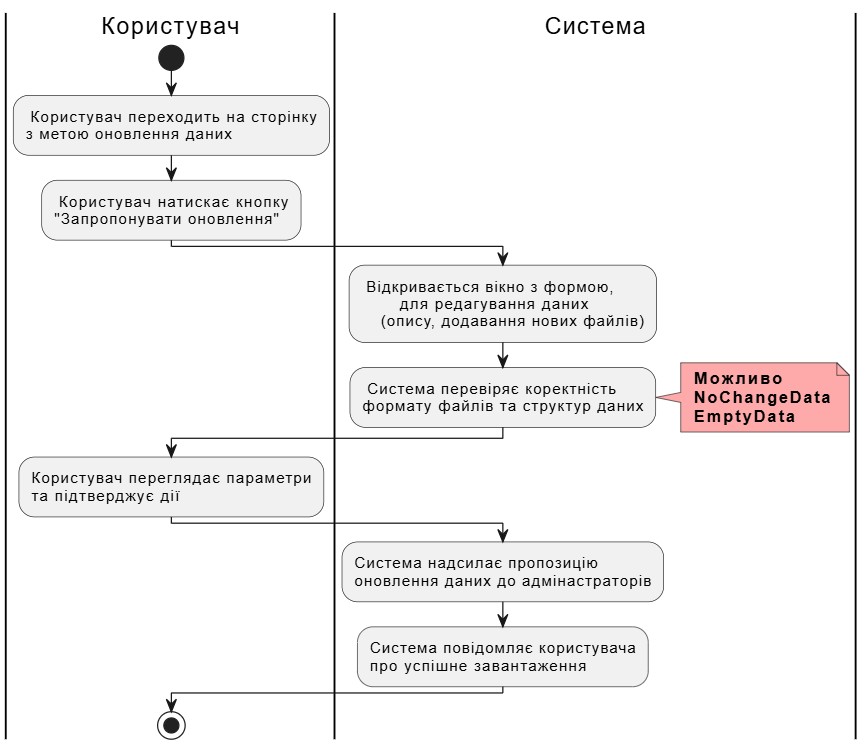 Користувач
Система
Користувач переходить на сторінку
з метою оновлення даних
Користувач натискає кнопку
"Запропонувати оновлення"
Відкривається вікно з формою,
для редагування даних
(опису, додавання нових файлів)
Система перевіряє коректність
формату файлів та структур даних
Можливо
NoChangeData
EmptyData
Користувач переглядає параметри
та підтверджує дії
Система надсилає пропозицію
оновлення даних до адмінастраторів
Система повідомляє користувача
про успішне завантаження